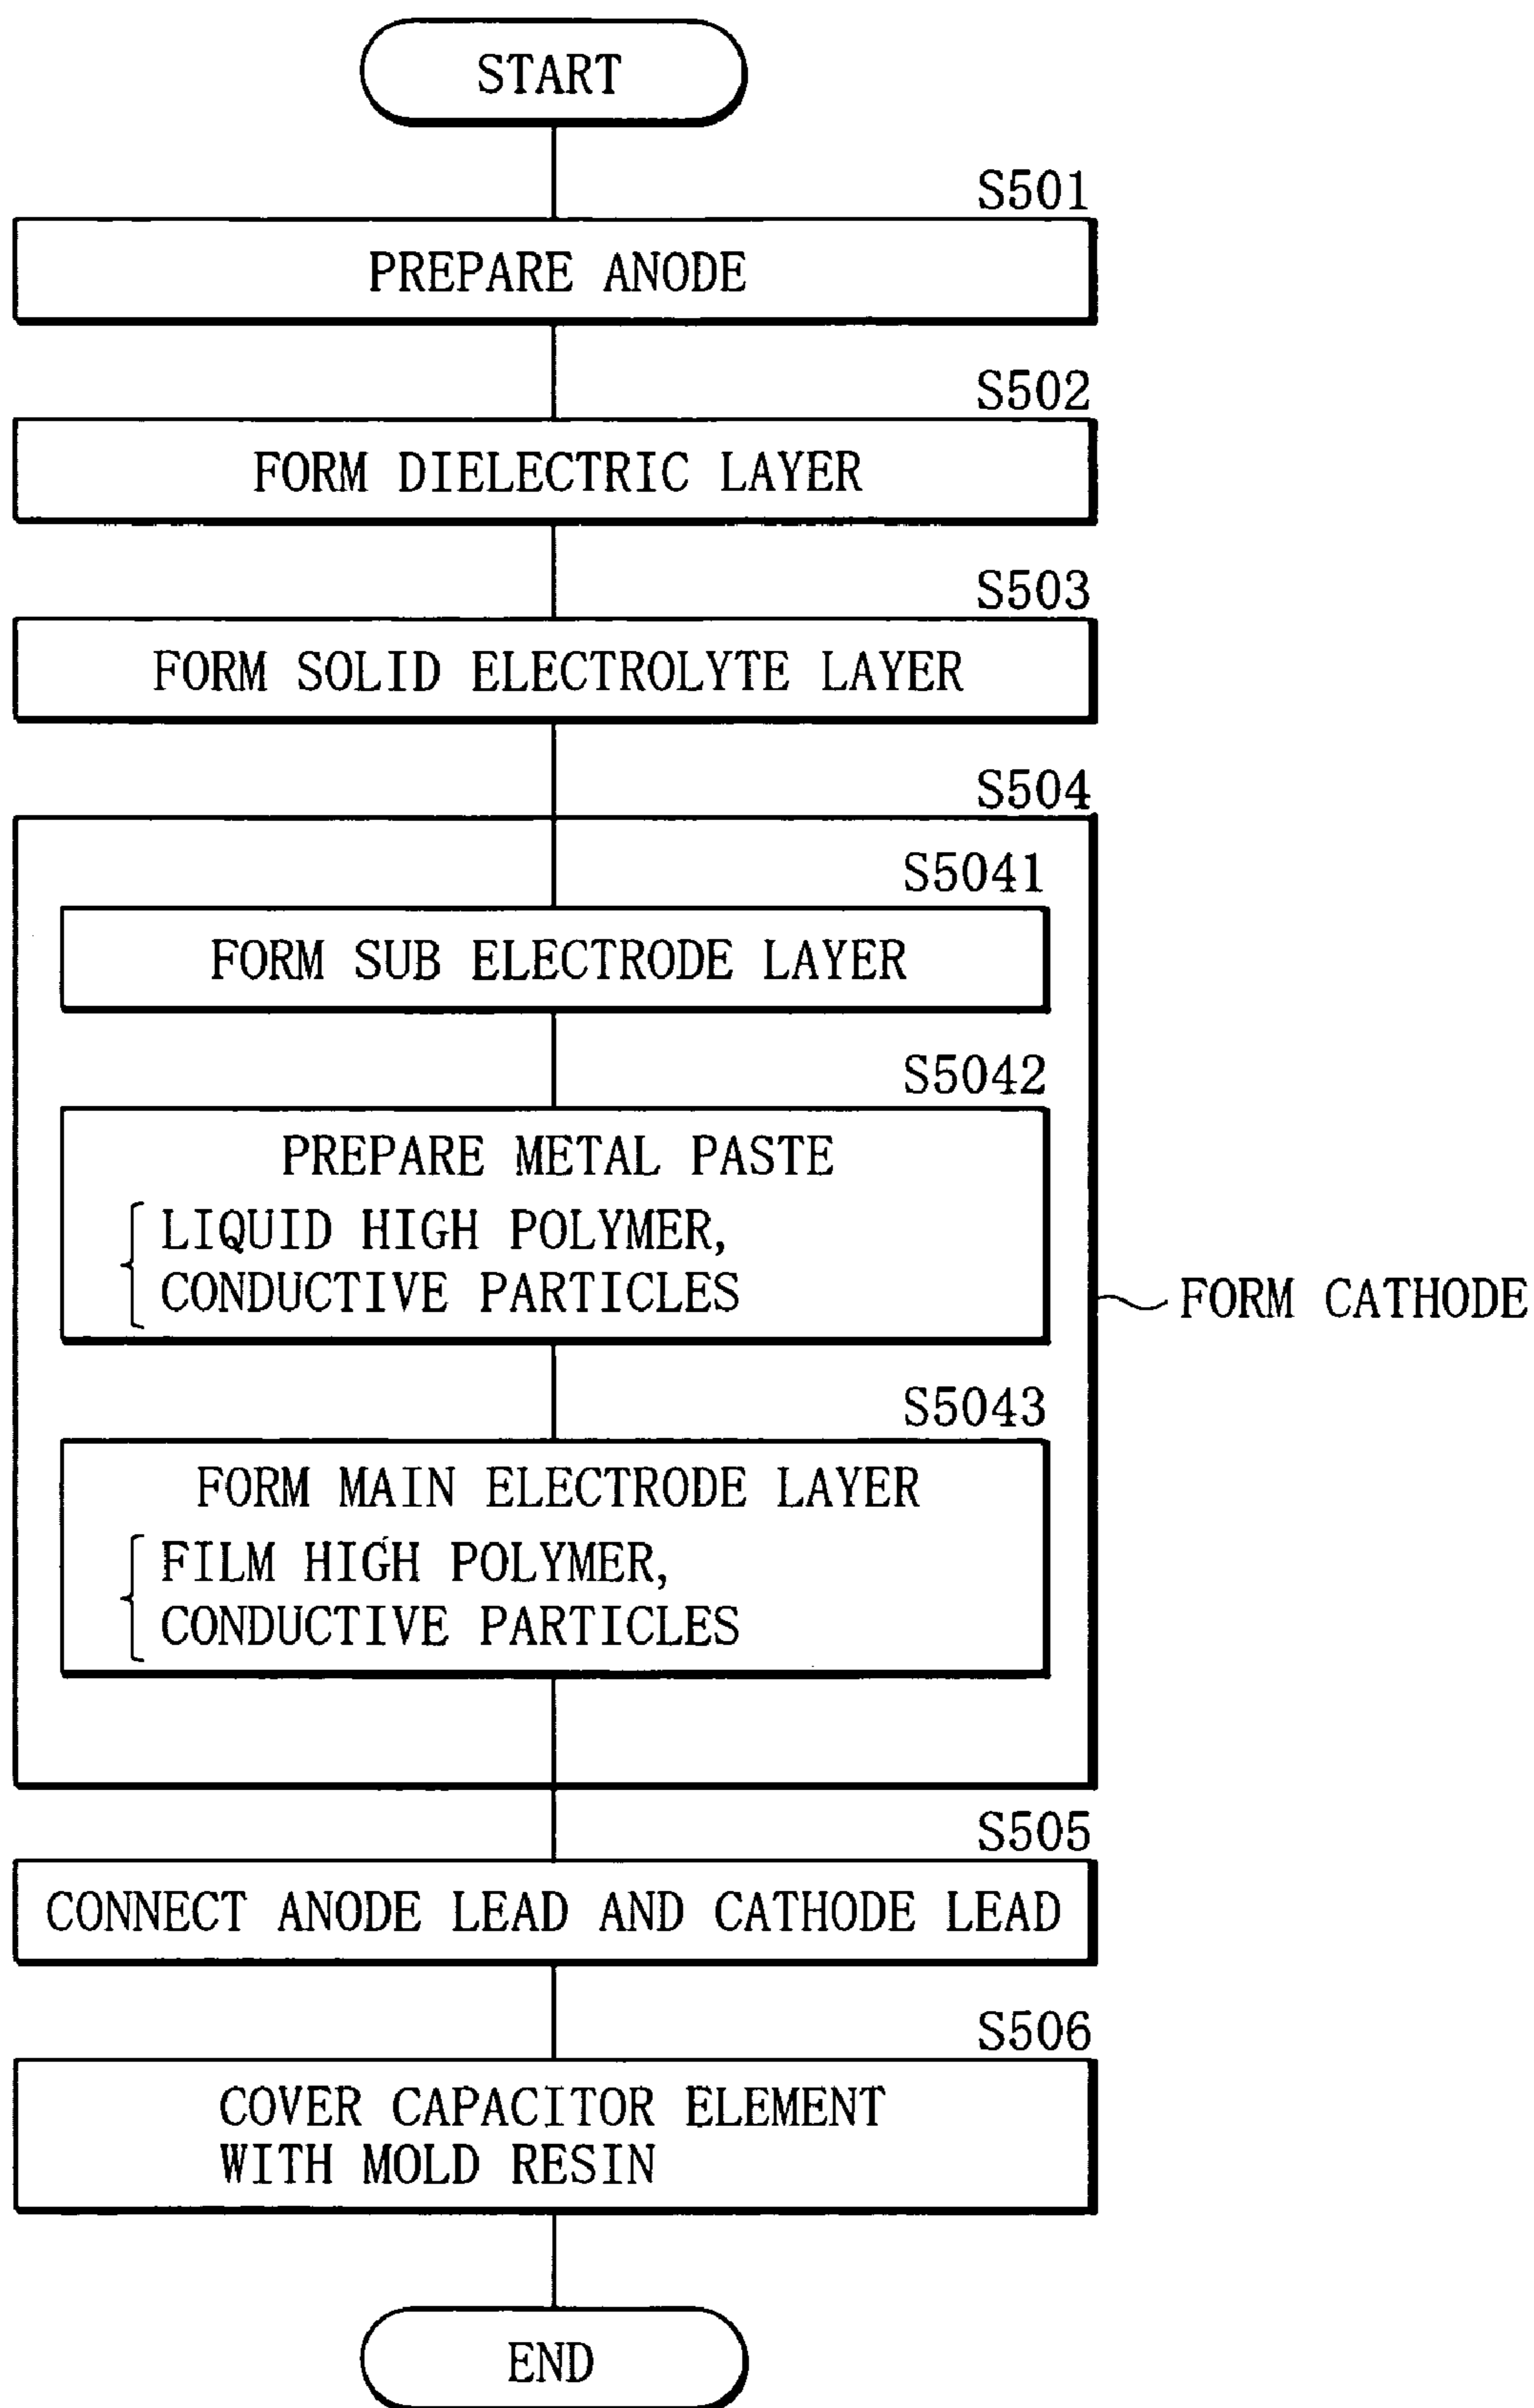 START
S501
PREPARE ANODE
S502
FORM DIELECTRIC LAYER
S503
FORM SOLID ELECTROLYTE LAYER
S504
S5041
FORM SUB ELECTRODE LAYER
S5042
PREPARE METAL PASTE
LIQUID HIGH POLYMER,
CONDUCTIVE PARTICLES
FORM CATHODE
S5043
FORM MAIN ELECTRODE LAYER
FILM HIGH POLYMER,
CONDUCTIVE PARTICLES
S505
CONNECT ANODE LEAD AND CATHODE LEAD
S506
COVER CAPACITOR ELEMENT
WITH MOLD RESIN
END